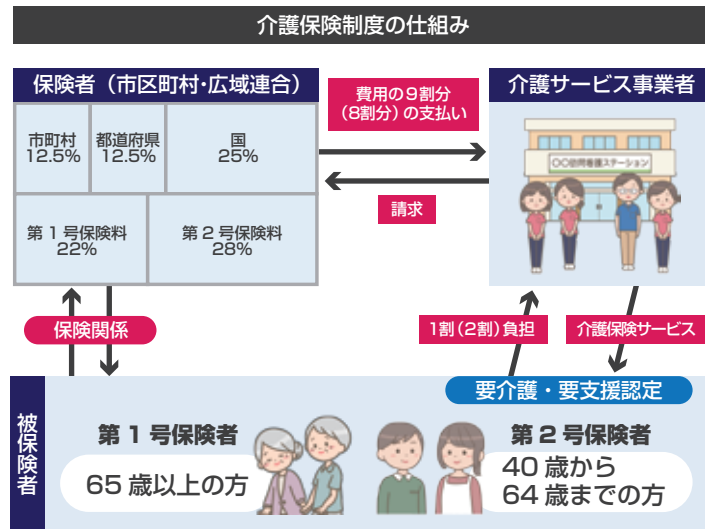 介護保険制度の仕組み
保険者（市区町村・広域連合）
市町村
12.5%
都道府県
12.5%
国
25%
第1号保険料
22%
第2号保険料
28%
費用の9割分
（8割分）の支払い
請求
介護サービス事業者
〇〇訪問看護ステーション
保険関係
1割（2割）負担
介護保険サービス
要介護・要支援認定
被保険者
第1号保険者
65歳以上の方
第2号保険者
40歳から
64歳までの方